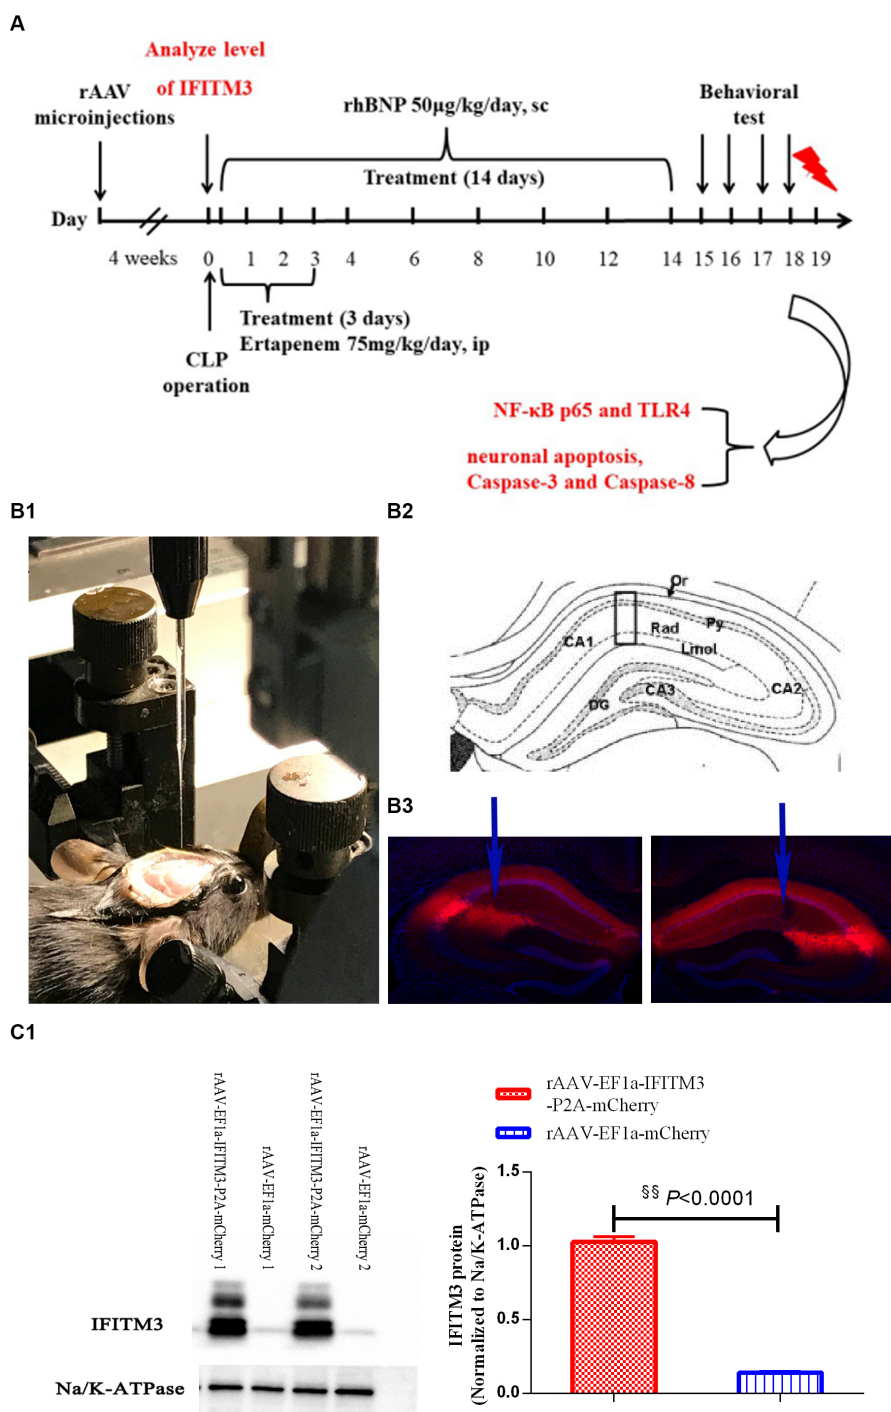 A
Analyze level
of IFITM3
rAAV
microinjections
rhBNP 50μg/kg/day, sc
Behavioral
test
Treatment (14 days)
Day
4 weeks 0 1 2 3 4 6 8 10 12 14 15 16 17 18 19
Treatment (3 days)
Ertapenem 75mg/kg/day, ip
CLP
operation
NF-κB p65 and TLR4
neuronal apoptosis,
Caspase-3 and Caspase-8
B1
B2
Or
CA1
Rad
Py
Lmol
CA2
CA3
DG
B3
C1
rAAV-EF1a-IFITM3-P2A-mCherry 1
rAAV-EF1a-mCherry 1
rAAV-EF1a-IFITM3-P2A-mCherry 2
rAAV-EF1a-mCherry 2
IFITM3
Na/K-ATPase
rAAV-EF1a-IFITM3
-P2A-mCherry
rAAV-EF1a-mCherry
IFITM3 protein
(Normalized to Na/K-ATPase)
1.5
1.0
0.5
0.0
§§ P<0.0001